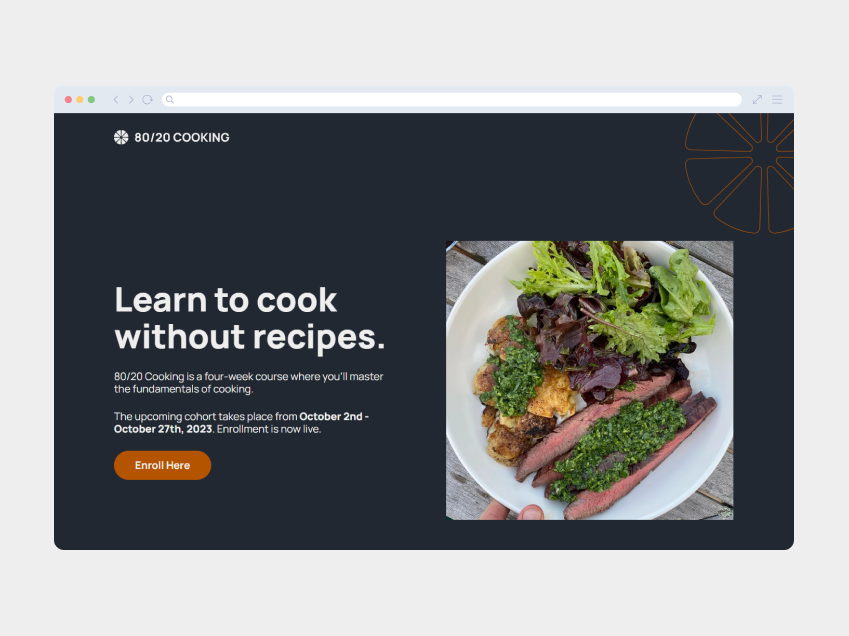 80/20 COOKING
Learn to cook
without recipes.
80/20 Cooking is a four-week course where you'll master
the fundamentals of cooking.
The upcoming cohort takes place from October 2nd -
October 27th, 2023. Enrollment is now live.
Enroll Here